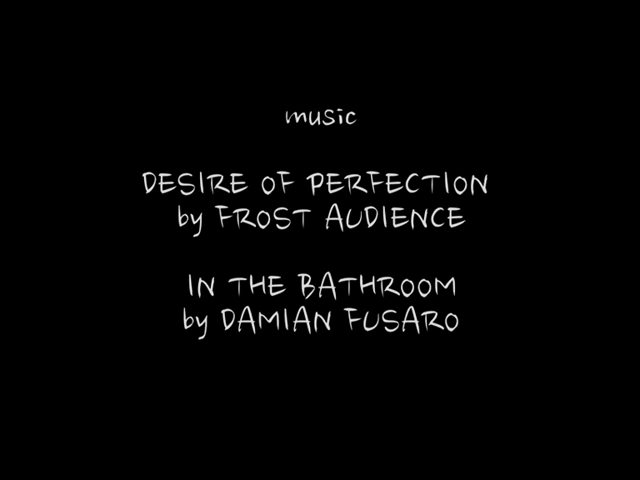 music
DESIRE OF PERFECTION
by FROST AUDIENCE
IN THE BATHROOM
by DAMIAN FUSARO